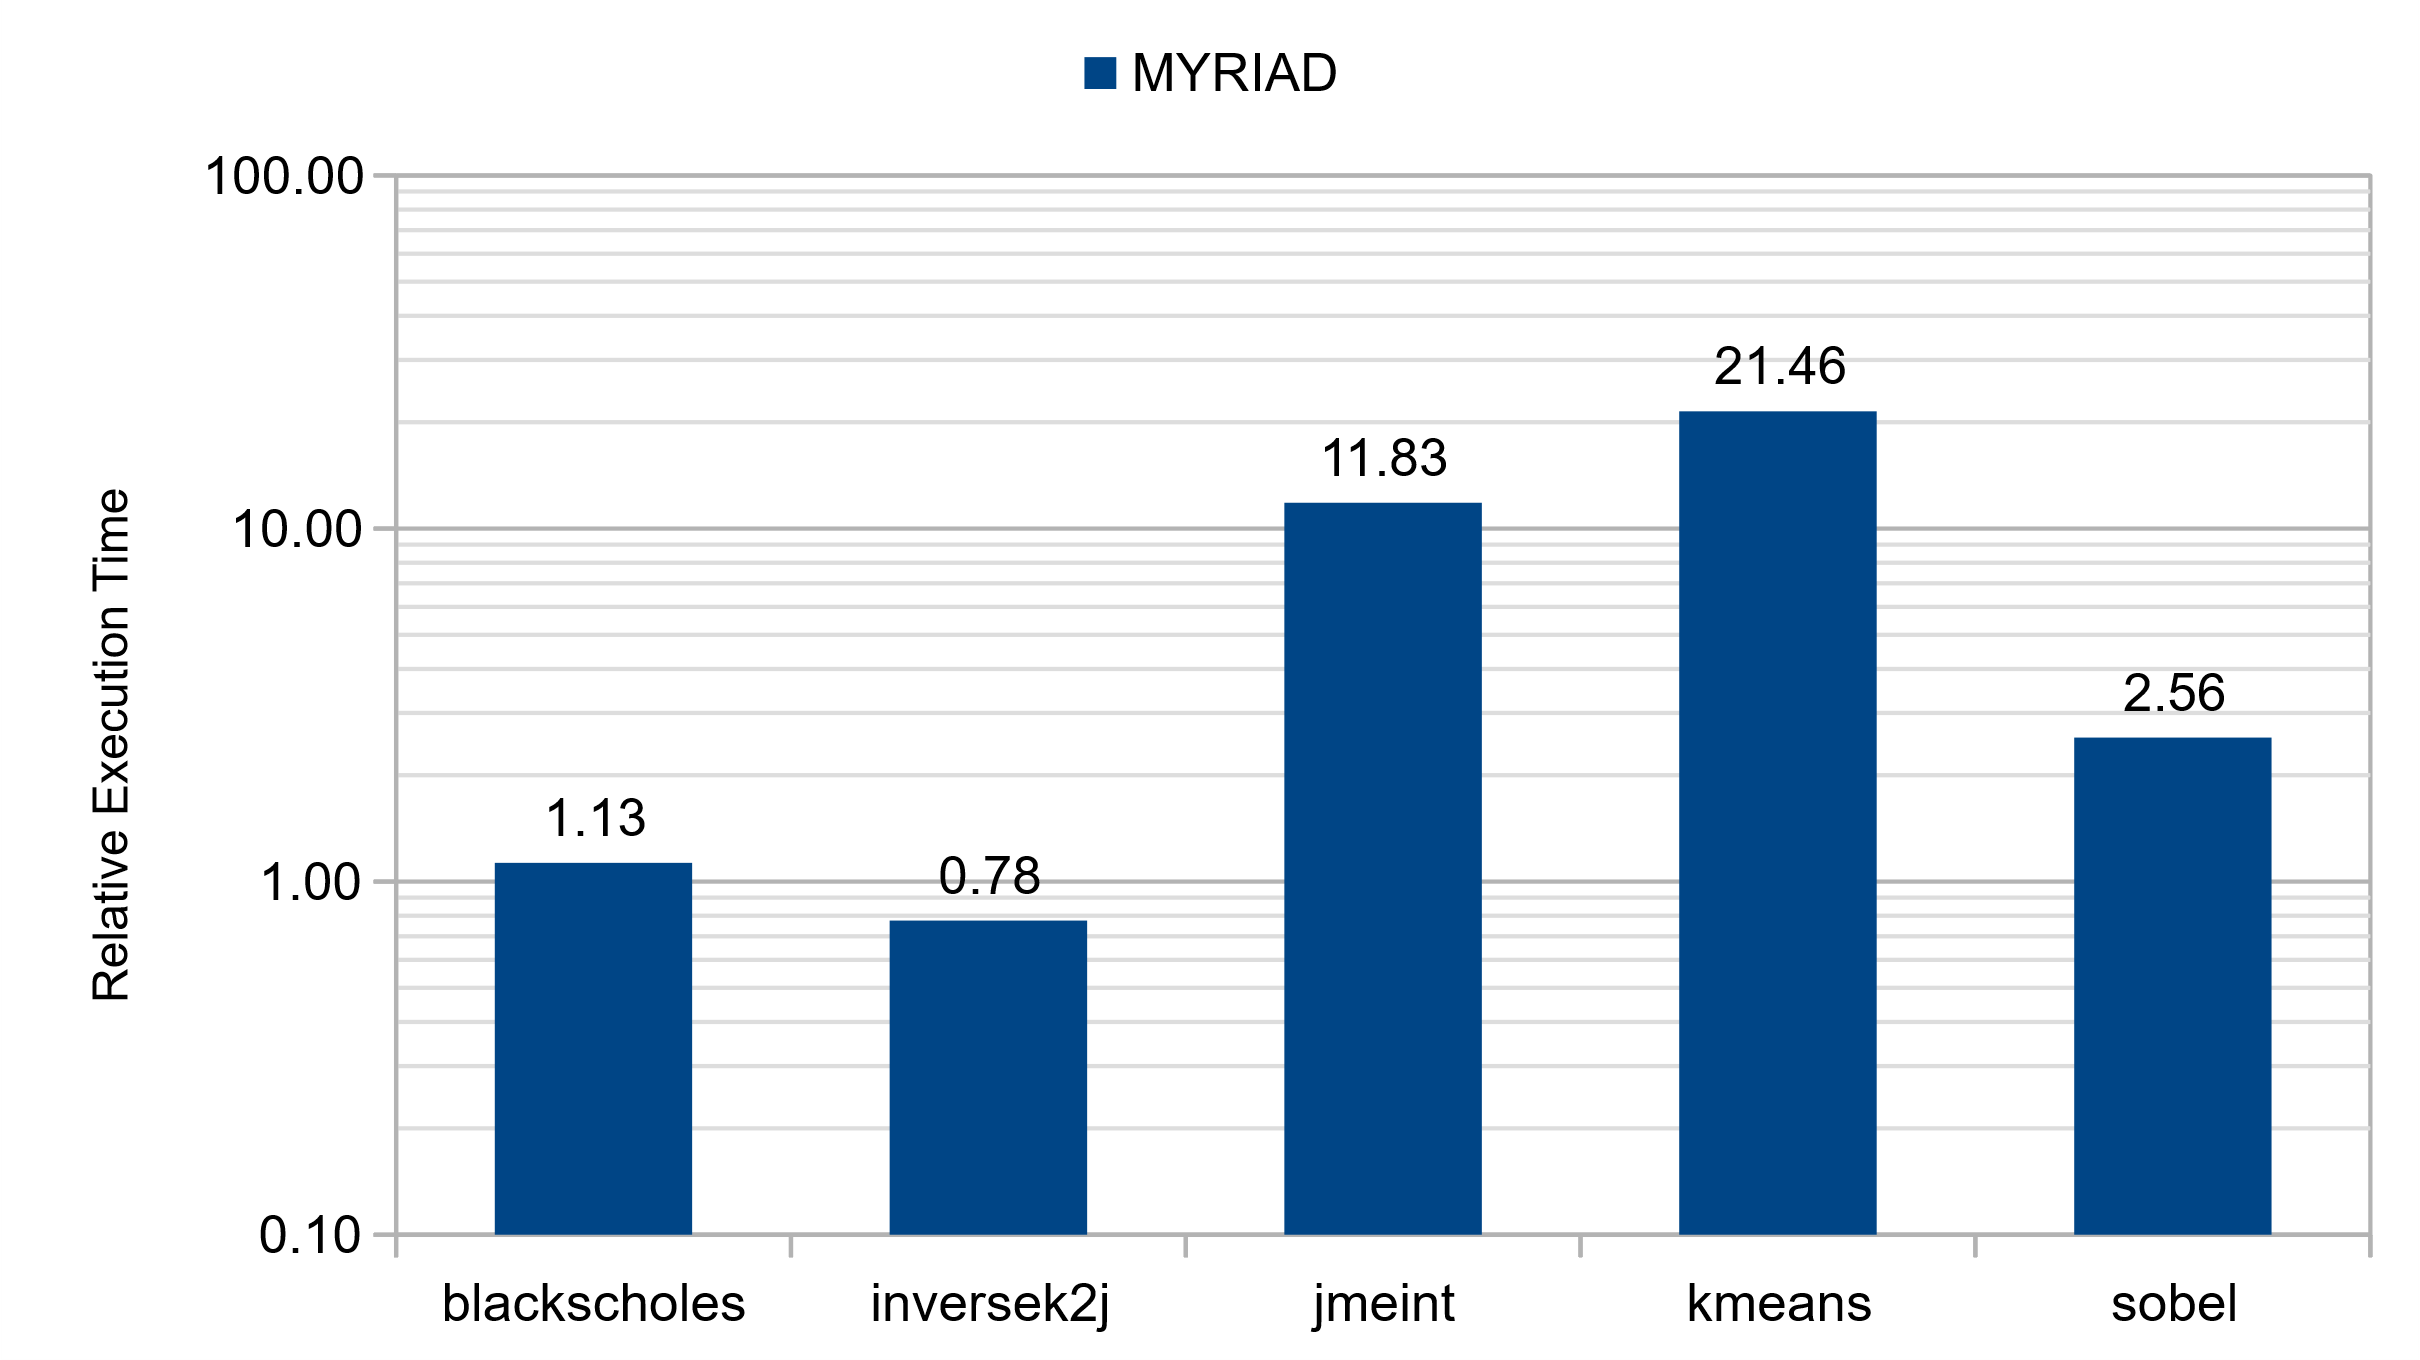 MYRIAD
100.00
10.00
1.00
0.10
Relative Execution Time
1.13
0.78
11.83
21.46
2.56
blackscholes
inversek2j
jmeint
kmeans
sobel